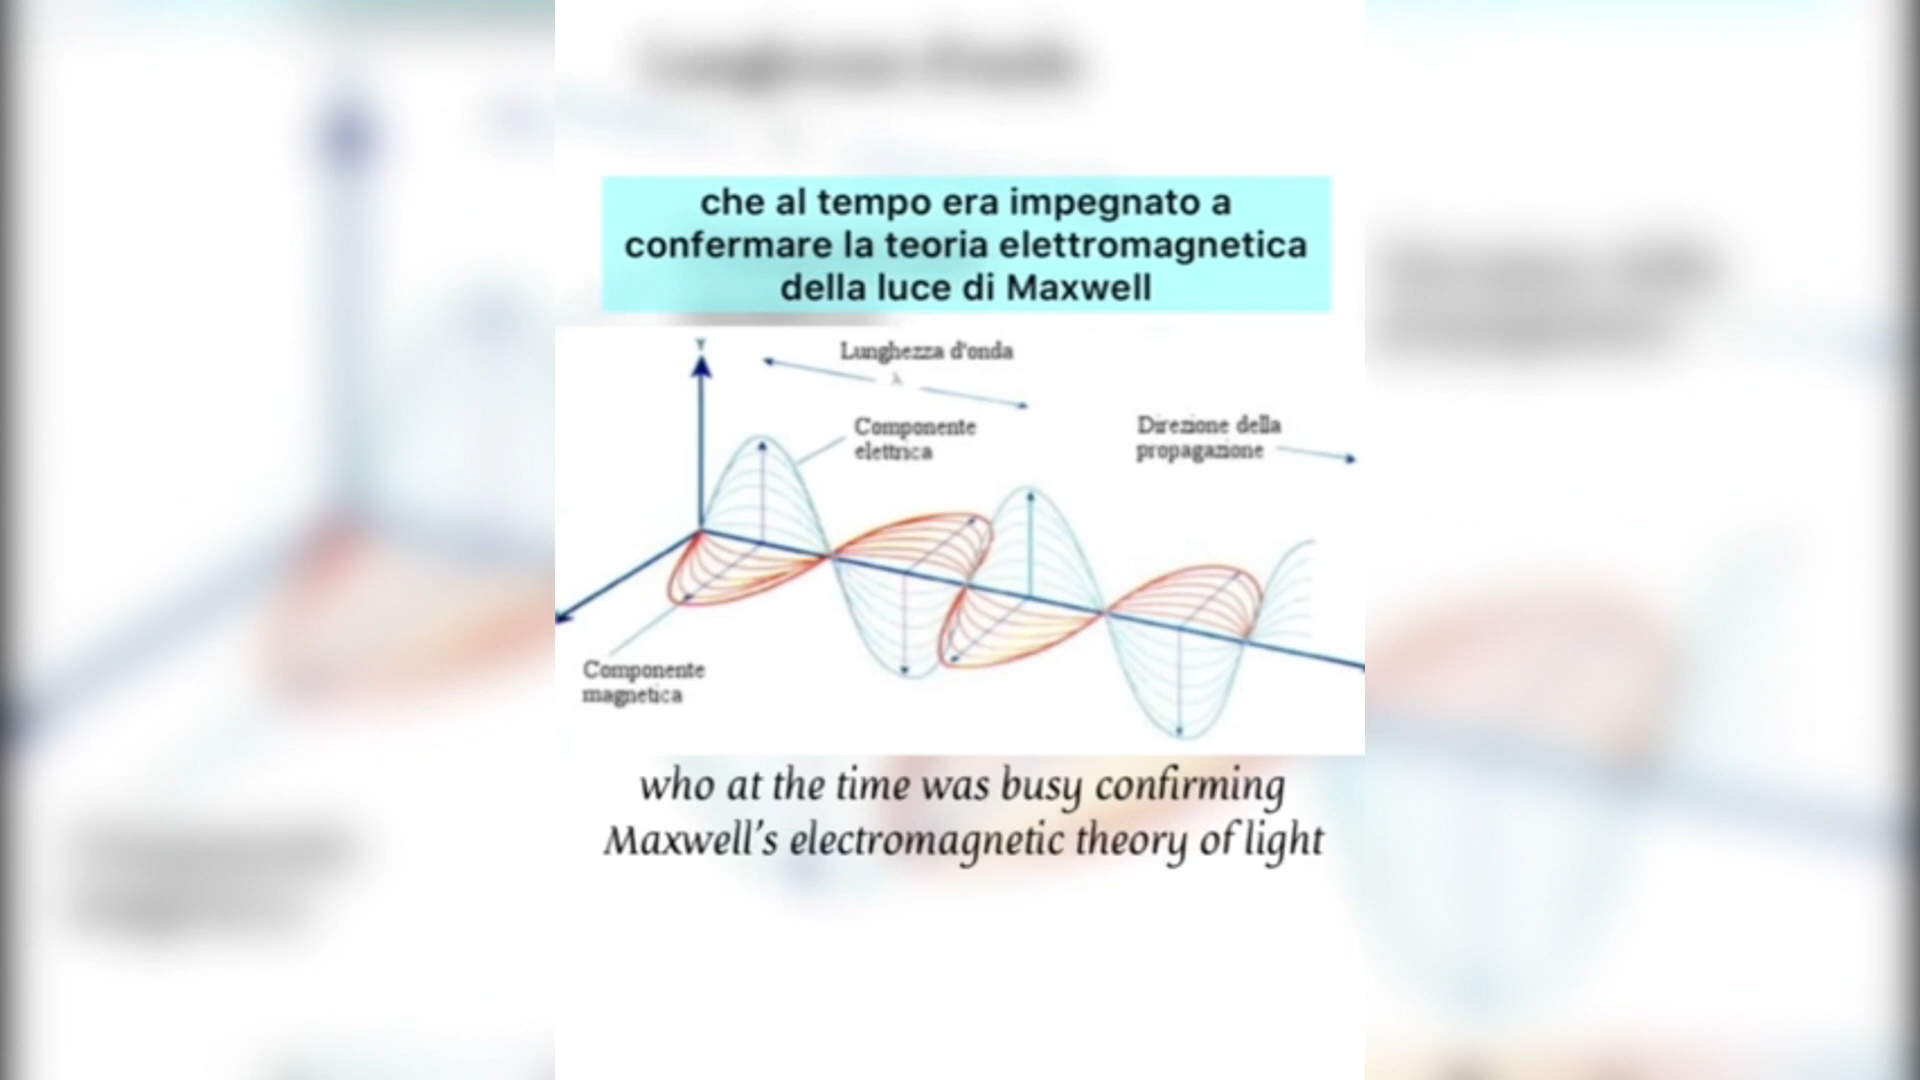 che al tempo era impegnato a
confermare la teoria elettromagnetica
della luce di Maxwell
Y
Lunghezza d'onda
λ
Componente
elettrica
Direzione della
propagazione
Componente
magnetica
who at the time was busy confirming
Maxwell’s electromagnetic theory of light